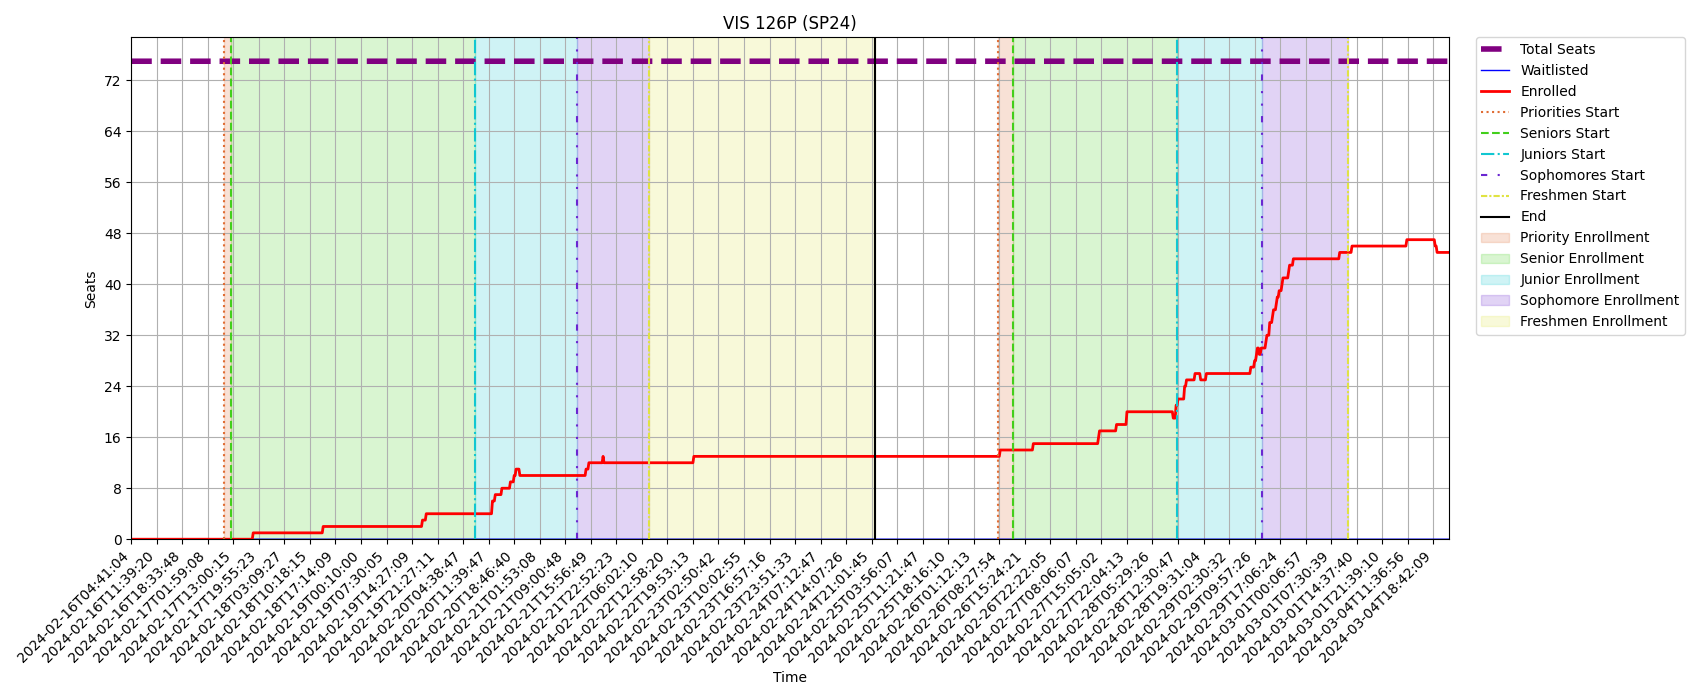 VIS 126P (SP24)
Seats
72
64
56
48
40
32
24
16
8
0
2024-02-16T04:41:04
2024-02-16T11:39:20
2024-02-16T18:33:48
2024-02-17T01:59:08
2024-02-17T13:00:15
2024-02-17T19:55:23
2024-02-18T03:09:27
2024-02-18T10:18:15
2024-02-18T17:14:09
2024-02-19T00:10:00
2024-02-19T07:30:05
2024-02-19T14:27:09
2024-02-19T21:27:11
2024-02-20T04:38:47
2024-02-20T11:39:47
2024-02-20T18:46:40
2024-02-21T01:53:08
2024-02-21T09:00:48
2024-02-21T15:56:49
2024-02-21T22:52:23
2024-02-22T06:02:10
2024-02-22T12:58:20
2024-02-22T19:53:13
2024-02-23T02:50:42
2024-02-23T10:02:55
2024-02-23T16:57:16
2024-02-23T23:51:33
2024-02-24T07:12:47
2024-02-24T14:07:26
2024-02-24T21:01:45
2024-02-25T03:56:07
2024-02-25T11:21:47
2024-02-25T18:16:10
2024-02-26T01:12:13
2024-02-26T08:27:54
2024-02-26T15:24:21
2024-02-26T22:22:05
2024-02-27T08:06:07
2024-02-27T15:05:02
2024-02-27T22:04:13
2024-02-28T05:29:26
2024-02-28T12:30:47
2024-02-28T19:31:04
2024-02-29T02:30:32
2024-02-29T09:57:26
2024-02-29T17:06:24
2024-03-01T00:06:57
2024-03-01T07:30:39
2024-03-01T14:37:40
2024-03-01T21:39:10
2024-03-04T11:36:56
2024-03-04T18:42:09
Time
Total Seats
Waitlisted
Enrolled
Priorities Start
Seniors Start
Juniors Start
Sophomores Start
Freshmen Start
End
Priority Enrollment
Senior Enrollment
Junior Enrollment
Sophomore Enrollment
Freshmen Enrollment